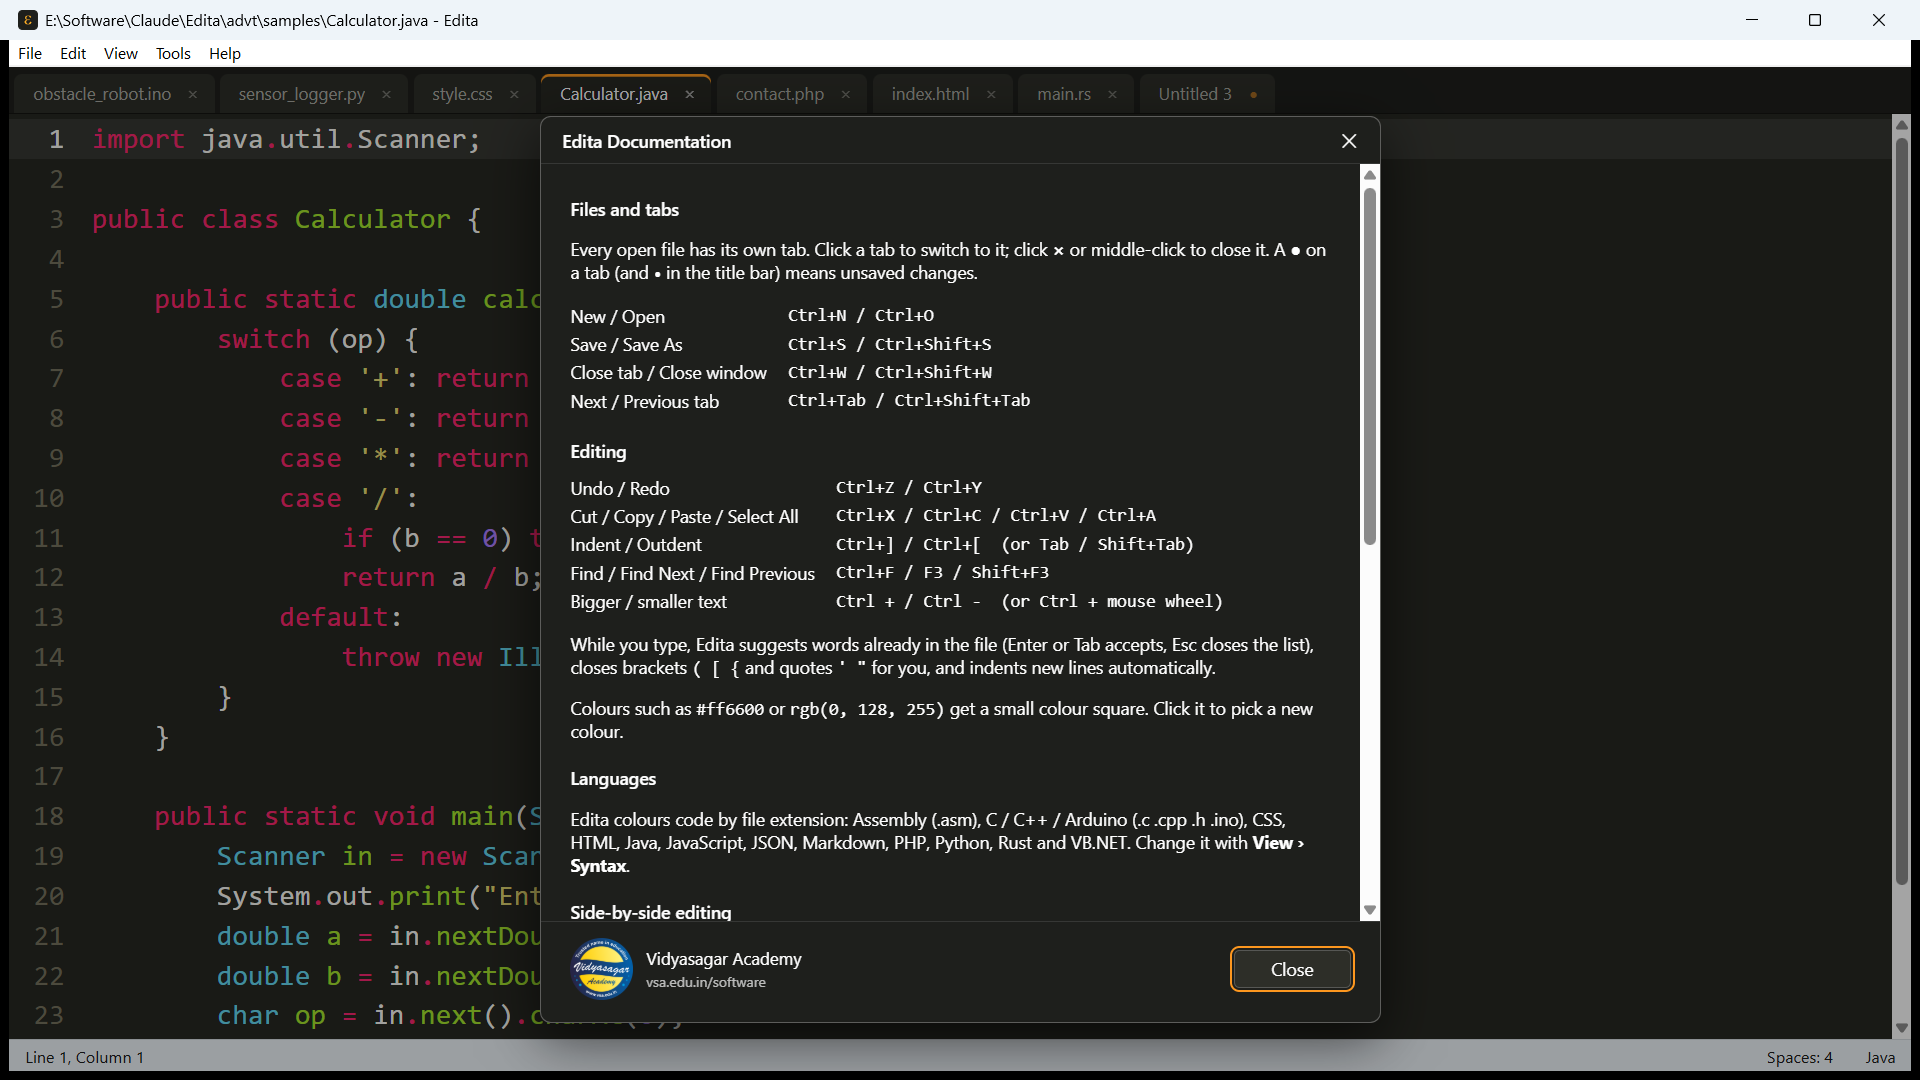 E:\Software\Claude\Edita\advt\samples\Calculator.java - Edita
File Edit View Tools Help
obstacle_robot.ino × sensor_logger.py × style.css × Calculator.java × contact.php × index.html × main.rs × Untitled 3 ●
1 import java.util.Scanner;
2
3 public class Calculator {
4
5 public static double calc
6 switch (op) {
7 case '+': return
8 case '-': return
9 case '*': return
10 case '/':
11 if (b == 0) t
12 return a / b;
13 default:
14 throw new Ill
15 }
16 }
17
18 public static void main(S
19 Scanner in = new Scan
20 System.out.print("Ent
21 double a = in.nextDou
22 double b = in.nextDou
23 char op = in.next().c
Edita Documentation
Files and tabs
Every open file has its own tab. Click a tab to switch to it; click × or middle-click to close it. A ● on
a tab (and • in the title bar) means unsaved changes.
New / Open Ctrl+N / Ctrl+O
Save / Save As Ctrl+S / Ctrl+Shift+S
Close tab / Close window Ctrl+W / Ctrl+Shift+W
Next / Previous tab Ctrl+Tab / Ctrl+Shift+Tab
Editing
Undo / Redo Ctrl+Z / Ctrl+Y
Cut / Copy / Paste / Select All Ctrl+X / Ctrl+C / Ctrl+V / Ctrl+A
Indent / Outdent Ctrl+] / Ctrl+[ (or Tab / Shift+Tab)
Find / Find Next / Find Previous Ctrl+F / F3 / Shift+F3
Bigger / smaller text Ctrl + / Ctrl - (or Ctrl + mouse wheel)
While you type, Edita suggests words already in the file (Enter or Tab accepts, Esc closes the list),
closes brackets ( [ { and quotes ' " for you, and indents new lines automatically.
Colours such as #ff6600 or rgb(0, 128, 255) get a small colour square. Click it to pick a new
colour.
Languages
Edita colours code by file extension: Assembly (.asm), C / C++ / Arduino (.c .cpp .h .ino), CSS,
HTML, Java, JavaScript, JSON, Markdown, PHP, Python, Rust and VB.NET. Change it with View ›
Syntax.
Side-by-side editing
Vidyasagar
Academy
Vidyasagar Academy
vsa.edu.in/software
Close
Line 1, Column 1
Spaces: 4 Java